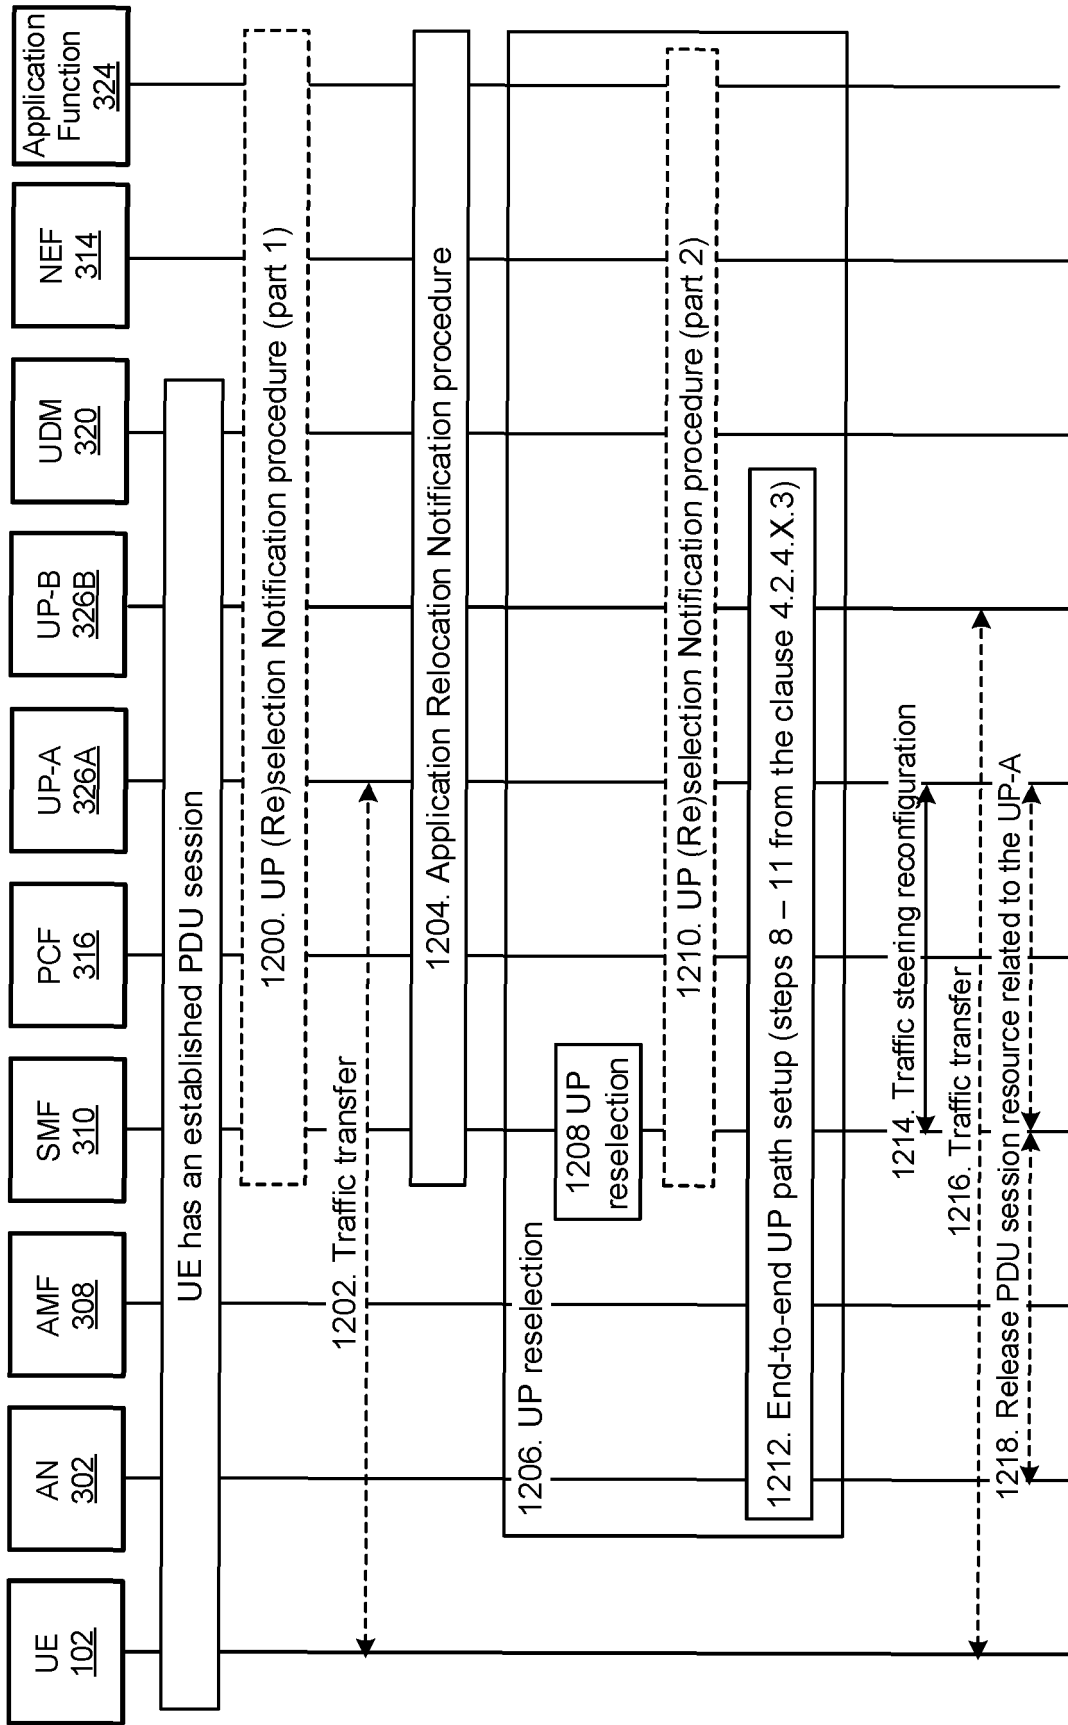 UE
102
AN
302
AMF
308
SMF
310
PCF
316
UP-A
326A
UP-B
326B
UDM
320
NEF
314
Application
Function
324
UE has an established PDU session
1200. UP (Re)selection Notification procedure (part 1)
1202. Traffic transfer
1204. Application Relocation Notification procedure
1206. UP reselection
1208 UP
reselection
1210. UP (Re)selection Notification procedure (part 2)
1212. End-to-end UP path setup (steps 8 – 11 from the clause 4.2.4.X.3)
1214. Traffic steering reconfiguration
1216. Traffic transfer
1218. Release PDU session resource related to the UP-A